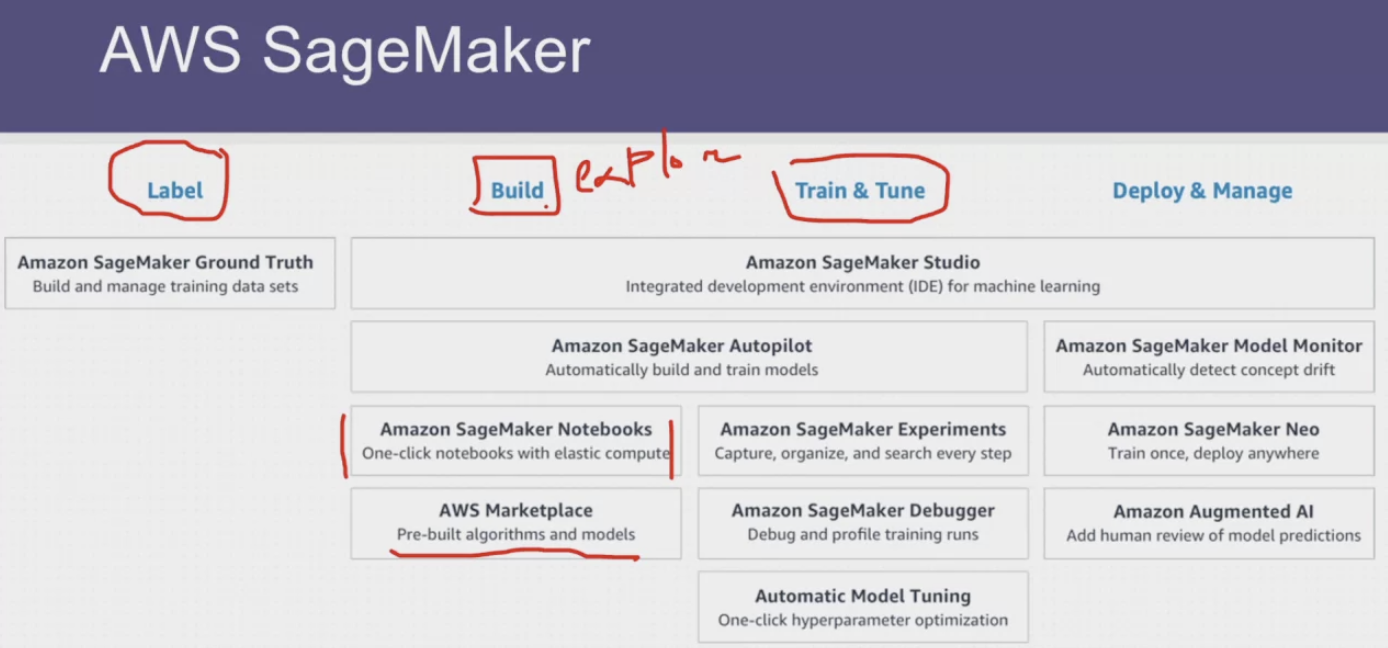 AWS SageMaker
Label
Build
Train & Tune
Deploy & Manage
Amazon SageMaker Ground Truth
Build and manage training data sets
Amazon SageMaker Studio
Integrated development environment (IDE) for machine learning
Amazon SageMaker Autopilot
Automatically build and train models
Amazon SageMaker Model Monitor
Automatically detect concept drift
Amazon SageMaker Notebooks
One-click notebooks with elastic compute
Amazon SageMaker Experiments
Capture, organize, and search every step
Amazon SageMaker Neo
Train once, deploy anywhere
AWS Marketplace
Pre-built algorithms and models
Amazon SageMaker Debugger
Debug and profile training runs
Amazon Augmented AI
Add human review of model predictions
Automatic Model Tuning
One-click hyperparameter optimization